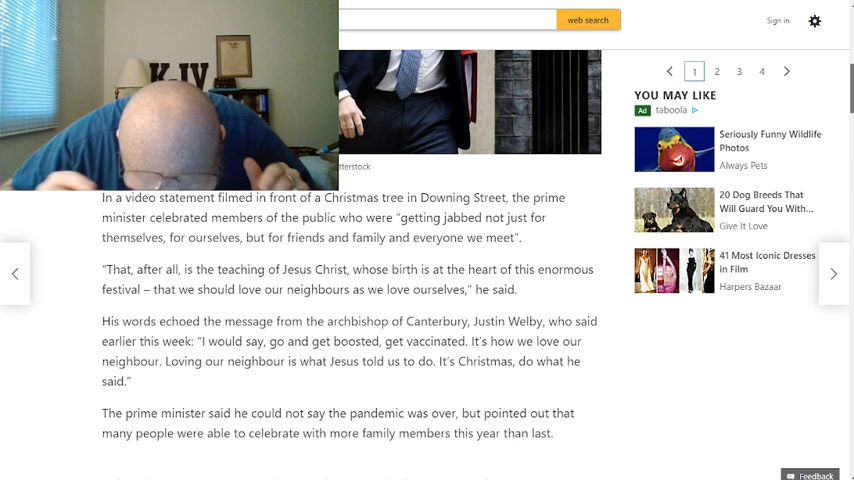 web search
Sign in
K-IV
tterstock
1 2 3 4
YOU MAY LIKE
Ad taboola
Seriously Funny Wildlife
Photos
Always Pets
20 Dog Breeds That
Will Guard You With...
Give It Love
41 Most Iconic Dresses
in Film
Harpers Bazaar
In a video statement filmed in front of a Christmas tree in Downing Street, the prime
minister celebrated members of the public who were “getting jabbed not just for
themselves, for ourselves, but for friends and family and everyone we meet”.
“That, after all, is the teaching of Jesus Christ, whose birth is at the heart of this enormous
festival – that we should love our neighbours as we love ourselves,” he said.
His words echoed the message from the archbishop of Canterbury, Justin Welby, who said
earlier this week: “I would say, go and get boosted, get vaccinated. It’s how we love our
neighbour. Loving our neighbour is what Jesus told us to do. It’s Christmas, do what he
said.”
The prime minister said he could not say the pandemic was over, but pointed out that
many people were able to celebrate with more family members this year than last.
Feedback